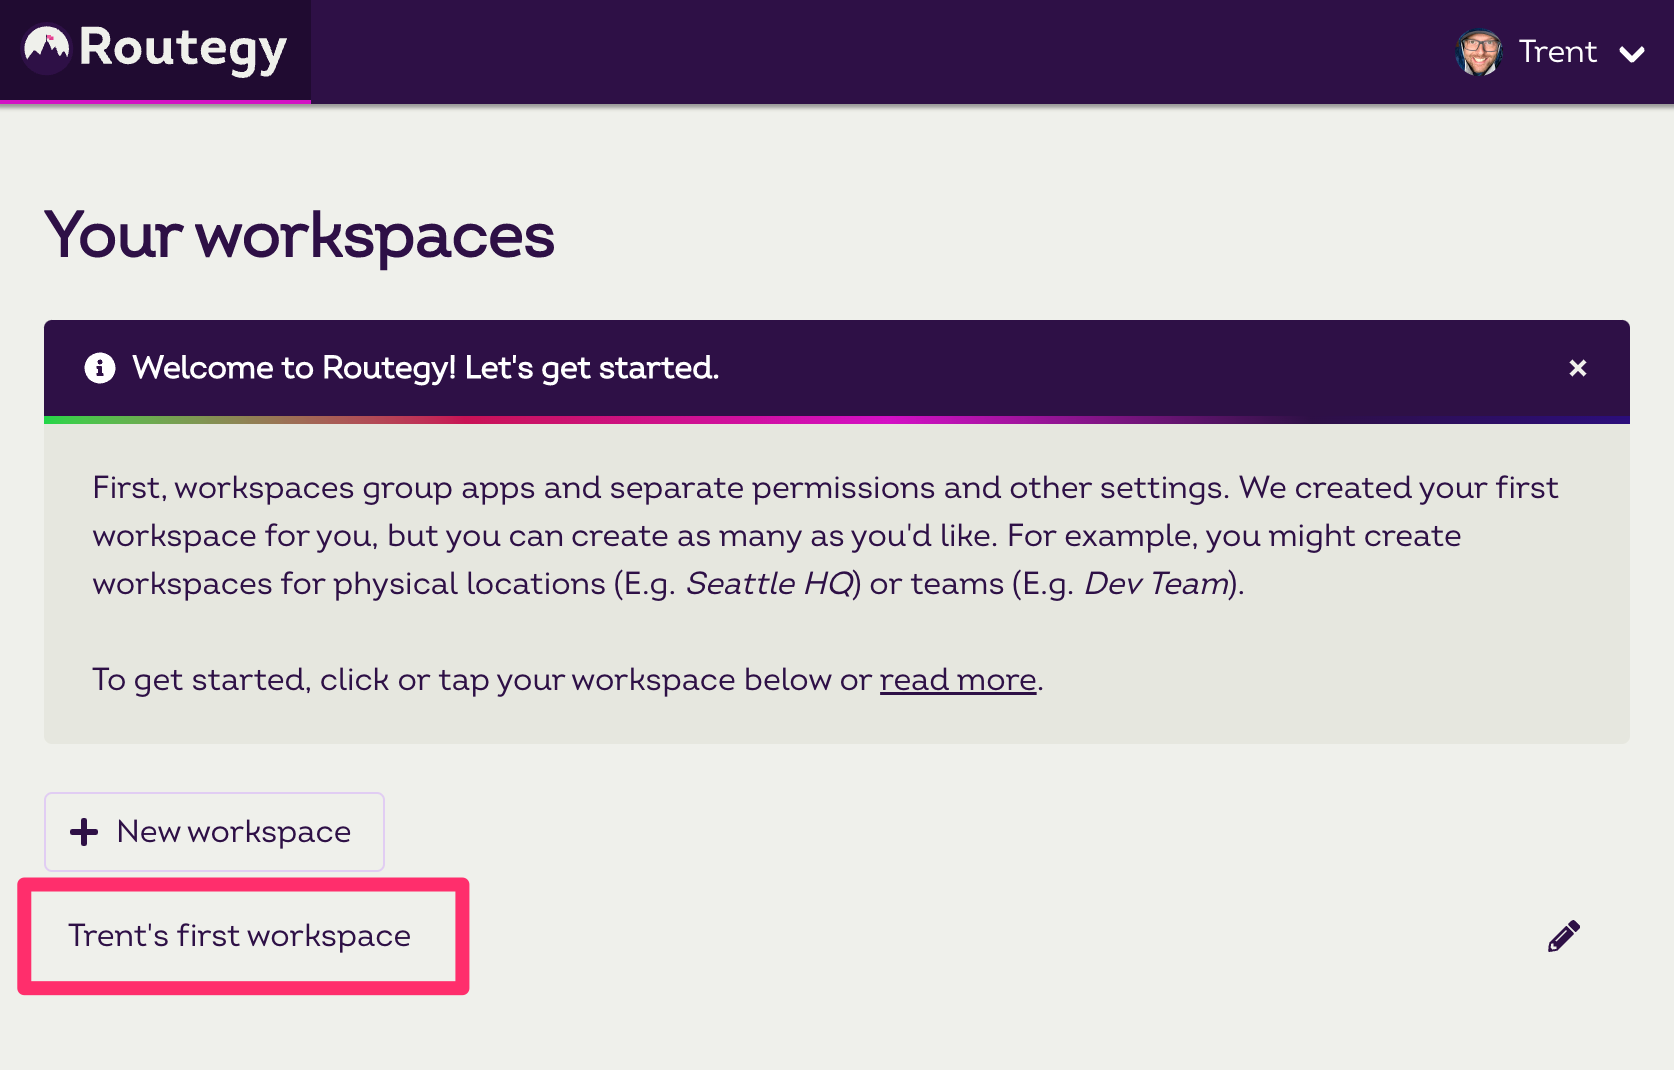 Routegy
Trent
Your workspaces
Welcome to Routegy! Let's get started.
First, workspaces group apps and separate permissions and other settings. We created your first
workspace for you, but you can create as many as you'd like. For example, you might create
workspaces for physical locations (E.g. Seattle HQ) or teams (E.g. Dev Team).
To get started, click or tap your workspace below or read more.
New workspace
Trent's first workspace